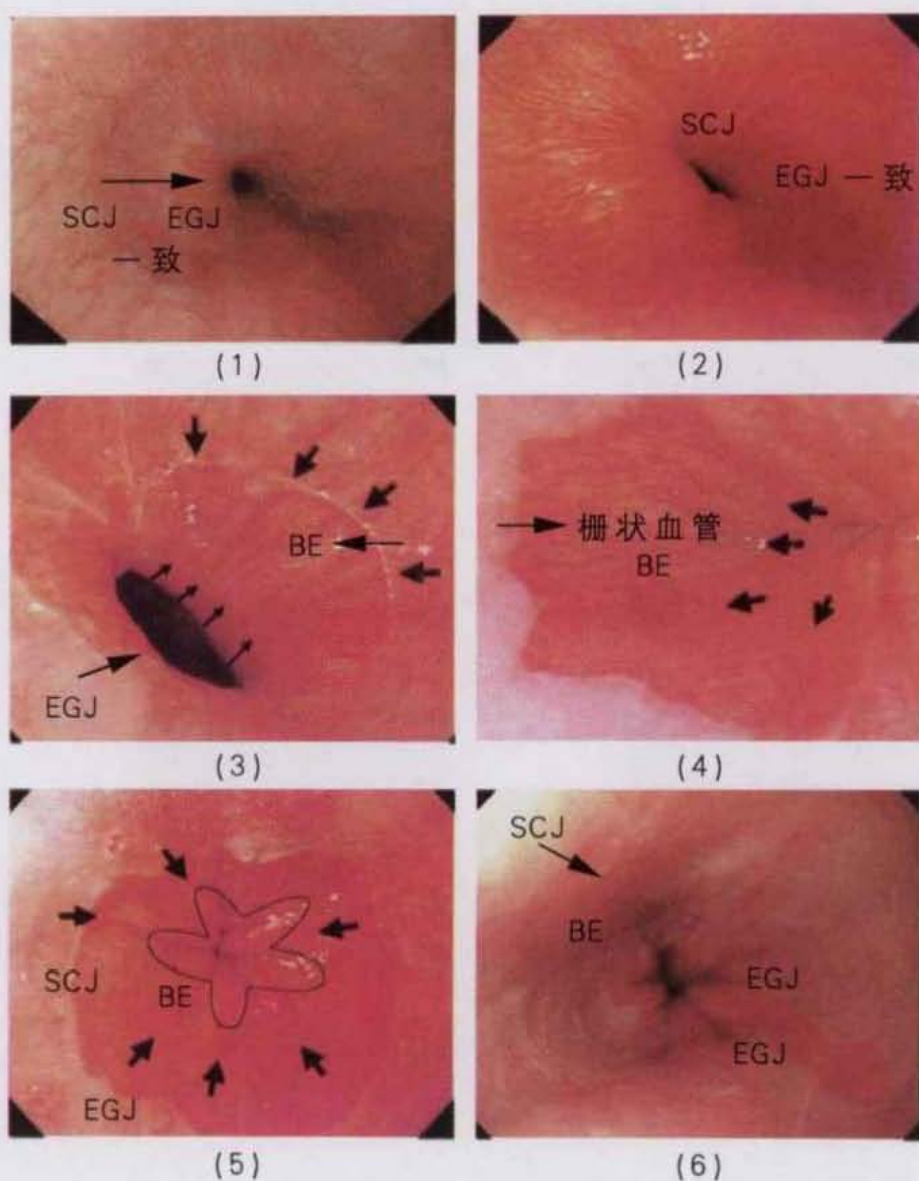 SCJ EGJ
一致
(1)
SCJ
EGJ 一致
(2)
BE
EGJ
(3)
栅状血管
BE
(4)
SCJ
BE
EGJ
(5)
SCJ
BE
EGJ
EGJ
(6)